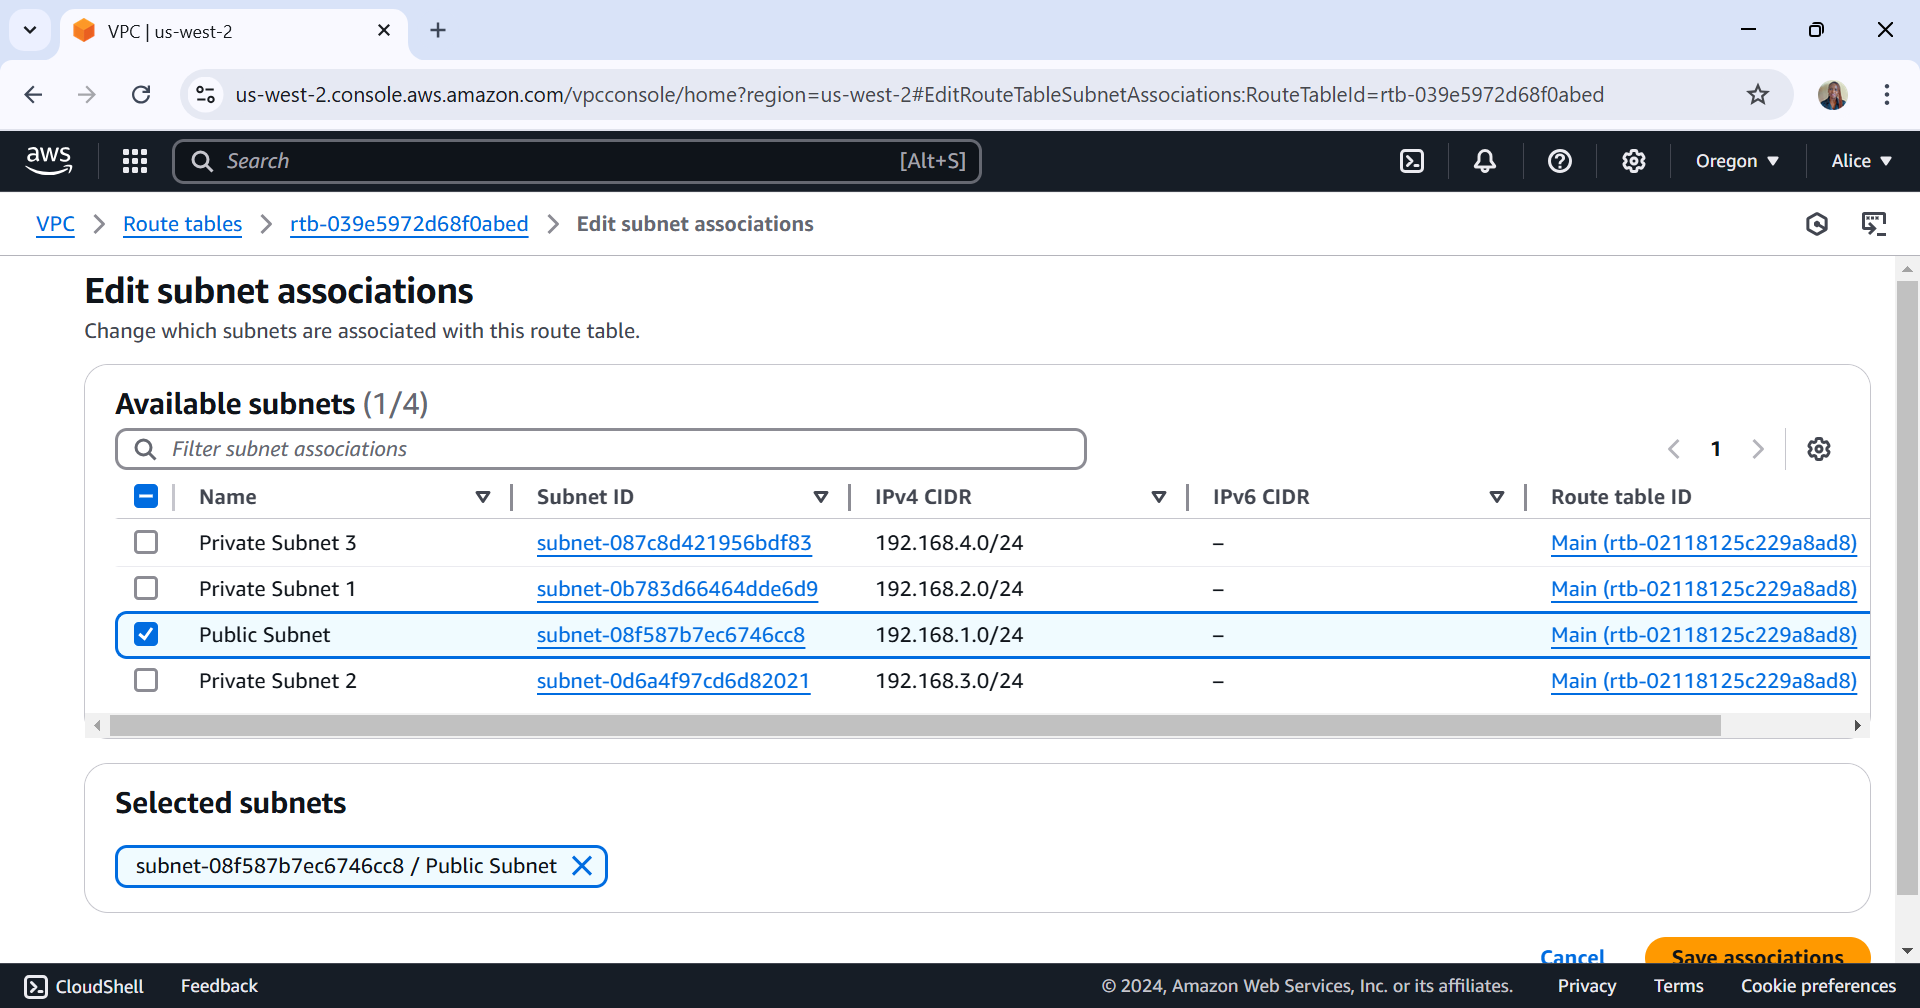 VPC | us-west-2
us-west-2.console.aws.amazon.com/vpcconsole/home?region=us-west-2#EditRouteTableSubnetAssociations:RouteTableId=rtb-039e5972d68f0abed
aws Search [Alt+S] Oregon Alice
VPC Route tables rtb-039e5972d68f0abed Edit subnet associations
Edit subnet associations
Change which subnets are associated with this route table.
Available subnets (1/4)
Filter subnet associations 1
Name Subnet ID IPv4 CIDR IPv6 CIDR Route table ID
Private Subnet 3 subnet-087c8d421956bdf83 192.168.4.0/24 – Main (rtb-02118125c229a8ad8)
Private Subnet 1 subnet-0b783d66464dde6d9 192.168.2.0/24 – Main (rtb-02118125c229a8ad8)
Public Subnet subnet-08f587b7ec6746cc8 192.168.1.0/24 – Main (rtb-02118125c229a8ad8)
Private Subnet 2 subnet-0d6a4f97cd6d82021 192.168.3.0/24 – Main (rtb-02118125c229a8ad8)
Selected subnets
subnet-08f587b7ec6746cc8 / Public Subnet
Cancel Save associations
CloudShell Feedback © 2024, Amazon Web Services, Inc. or its affiliates. Privacy Terms Cookie preferences